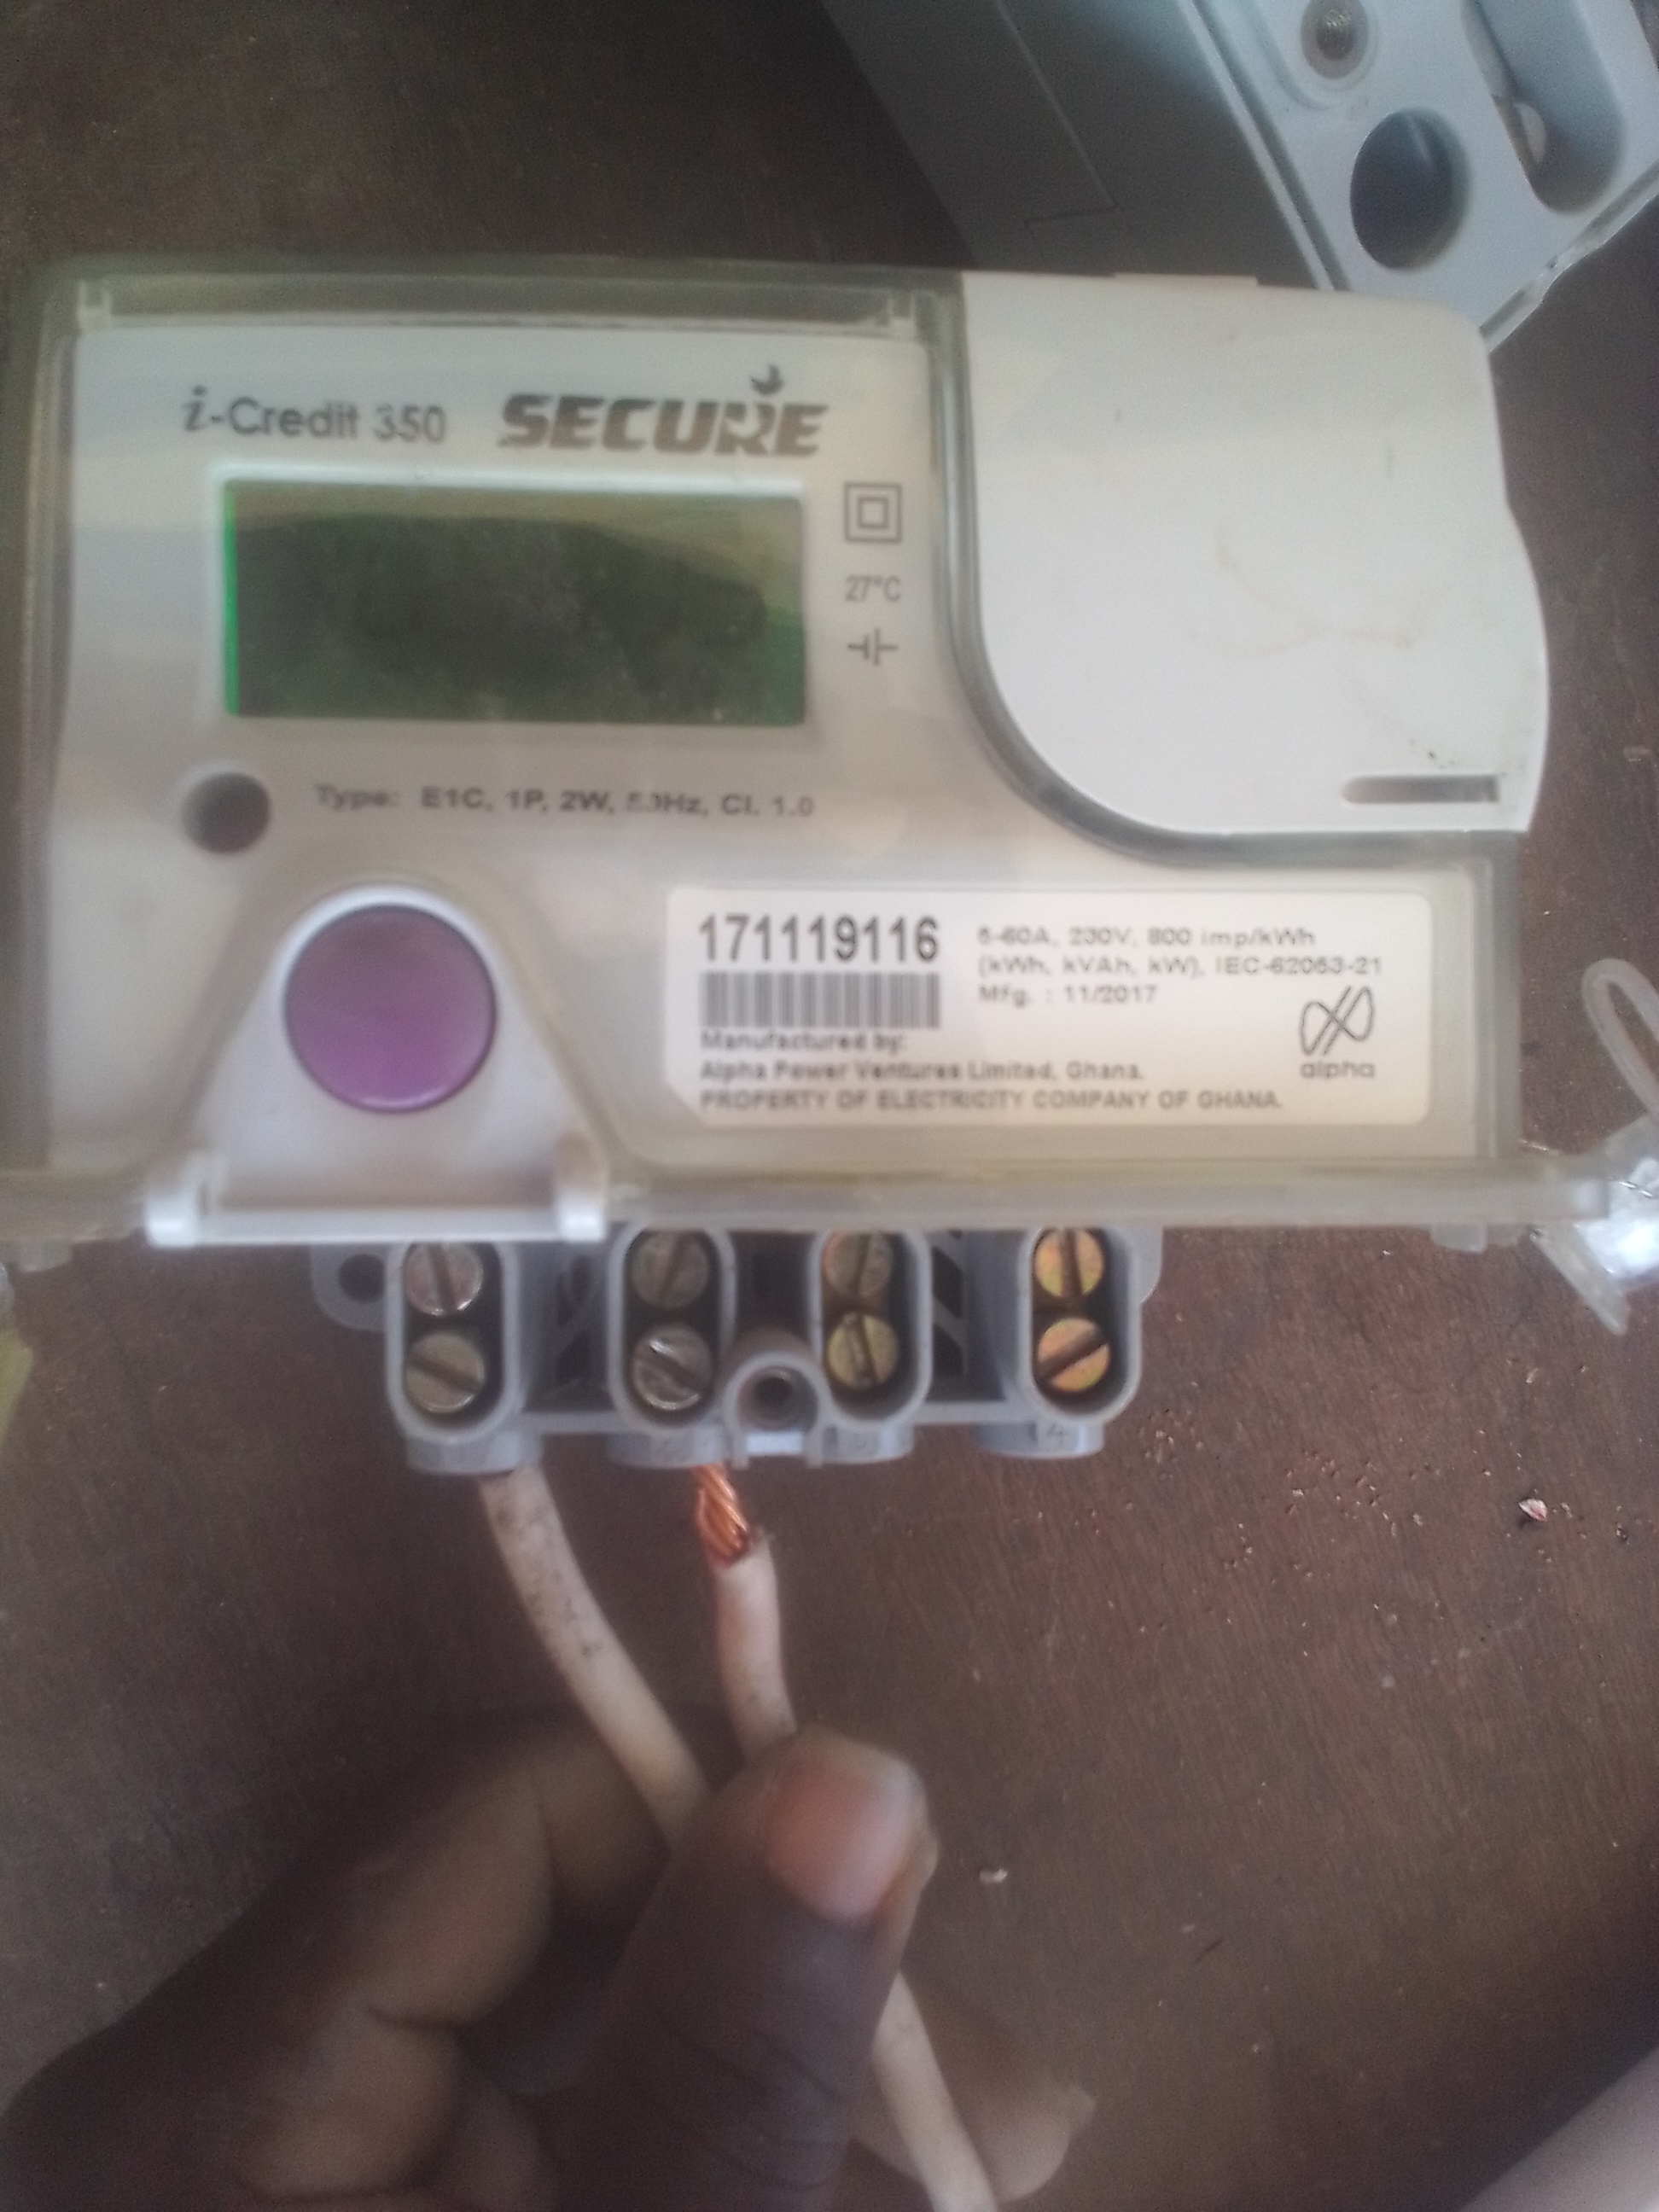 i-Credit 350 SECURE
27°C
Type: E1C, 1P, 2W, 50Hz, Cl. 1.0
171119116
5-60A, 230V, 800 imp/kWh
(kWh, kVAh, kW), IEC-62053-21
Mfg. : 11/2017
Manufactured by:
Alpha Power Ventures Limited, Ghana.
PROPERTY OF ELECTRICITY COMPANY OF GHANA.
alpha
4